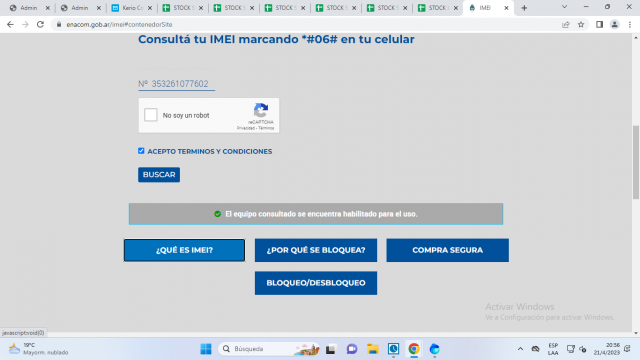 Admin
Admin
Kerio Co
STOCK S
STOCK S
STOCK S
STOCK S
STOCK S
STOCK S
IMEI
enacom.gob.ar/imei#contenedorSite
Consultá tu IMEI marcando *#06# en tu celular
Nº 353261077602
No soy un robot
reCAPTCHA
Privacidad - Términos
ACEPTO TERMINOS Y CONDICIONES
BUSCAR
El equipo consultado se encuentra habilitado para el uso.
¿QUÉ ES IMEI?
¿POR QUÉ SE BLOQUEA?
COMPRA SEGURA
BLOQUEO/DESBLOQUEO
Activar Windows
Ve a Configuración para activar Windows.
javascript:void(0)
19°C
Mayorm. nublado
Búsqueda
ESP
LAA
20:56
21/4/2023